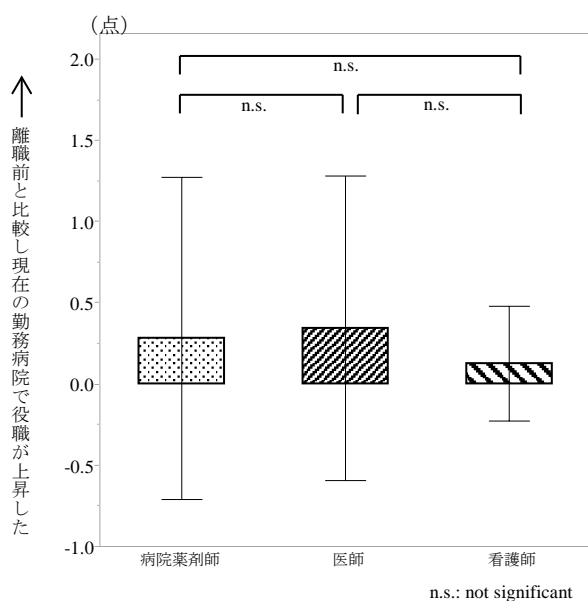 （点）
2.0
1.5
1.0
0.5
0.0
-0.5
-1.0
離職前と比較し現在の勤務病院で役職が上昇した
n.s.
n.s.
n.s.
病院薬剤師
医師
看護師
n.s.: not significant